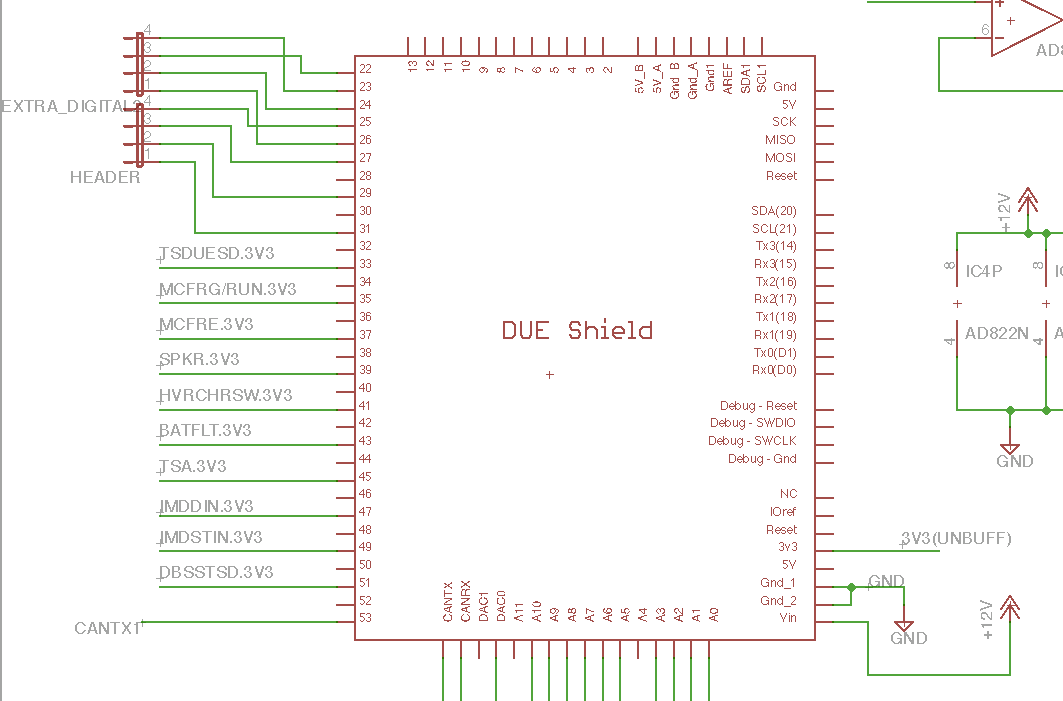 4
3
2
1
EXTRA_DIGITAL2
4
3
2
1
HEADER
TSDUESD.3V3
MCFRG/RUN.3V3
MCFRE.3V3
SPKR.3V3
HVRCHRSW.3V3
BATFLT.3V3
TSA.3V3
IMDDIN.3V3
IMDSTIN.3V3
DBSSTSD.3V3
CANTX1
22
23
24
25
26
27
28
29
30
31
32
33
34
35
36
37
38
39
40
41
42
43
44
45
46
47
48
49
50
51
52
53
13
12
11
10
9
8
7
6
5
4
3
2
5V_B
5V_A
Gnd_B
Gnd_A
Gnd1
AREF
SDA1
SCL1
DUE Shield
Gnd
5V
SCK
MISO
MOSI
Reset
SDA(20)
SCL(21)
Tx3(14)
Rx3(15)
Tx2(16)
Rx2(17)
Tx1(18)
Rx1(19)
Tx0(D1)
Rx0(D0)
Debug - Reset
Debug - SWDIO
Debug - SWCLK
Debug - Gnd
NC
IOref
Reset
3v3
5V
Gnd_1
Gnd_2
Vin
CANTX
CANRX
DAC1
DAC0
A11
A10
A9
A8
A7
A6
A5
A4
A3
A2
A1
A0
6
+12V
8
IC4P
8
4
AD822N
4
GND
3V3(UNBUFF)
GND
GND
+12V